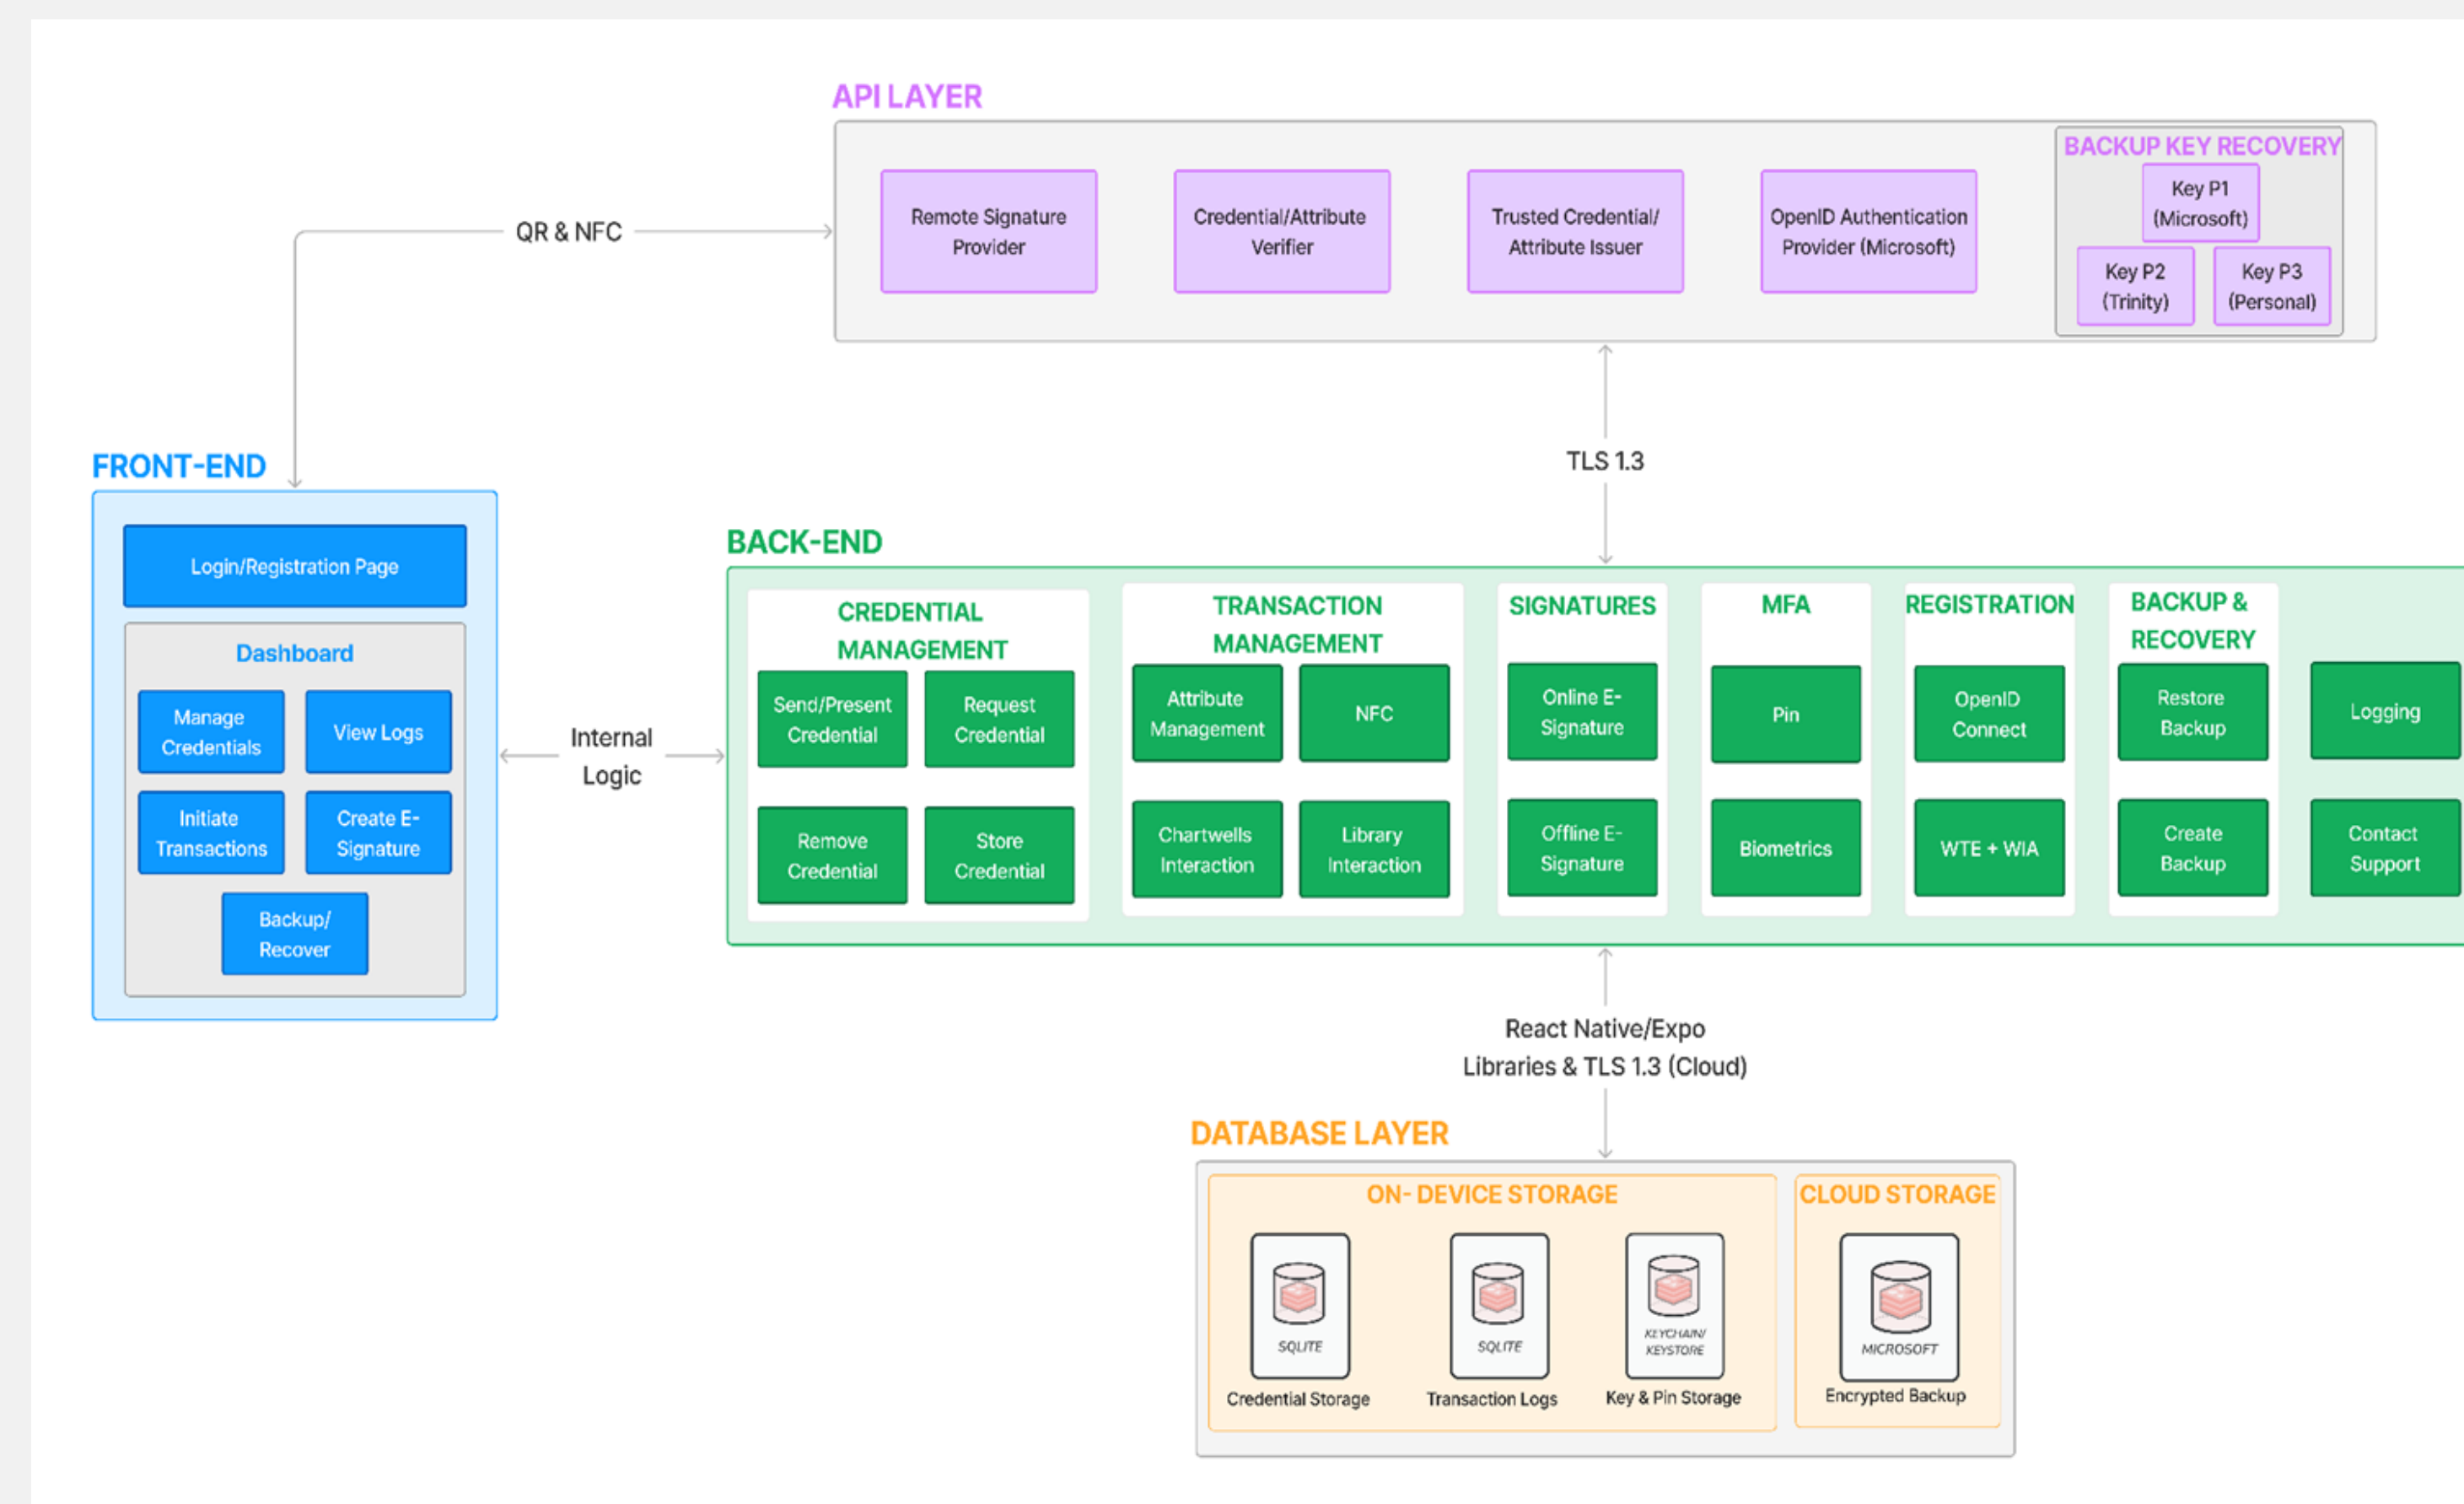 API LAYER
Remote Signature
Provider
Credential/Attribute
Verifier
Trusted Credential/
Attribute Issuer
OpenID Authentication
Provider (Microsoft)
BACKUP KEY RECOVERY
Key P1
(Microsoft)
Key P2
(Trinity)
Key P3
(Personal)
QR & NFC
TLS 1.3
FRONT-END
Login/Registration Page
Dashboard
Manage
Credentials
View Logs
Initiate
Transactions
Create E-
Signature
Backup/
Recover
Internal
Logic
BACK-END
CREDENTIAL
MANAGEMENT
Send/Present
Credential
Request
Credential
Remove
Credential
Store
Credential
TRANSACTION
MANAGEMENT
Attribute
Management
NFC
Chartwells
Interaction
Library
Interaction
SIGNATURES
Online E-
Signature
Offline E-
Signature
MFA
Pin
Biometrics
REGISTRATION
OpenID
Connect
WTE + WIA
BACKUP &
RECOVERY
Restore
Backup
Create
Backup
Logging
Contact
Support
React Native/Expo
Libraries & TLS 1.3 (Cloud)
DATABASE LAYER
ON- DEVICE STORAGE
SQLITE
Credential Storage
SQLITE
Transaction Logs
KEYCHAIN/
KEYSTORE
Key & Pin Storage
CLOUD STORAGE
MICROSOFT
Encrypted Backup